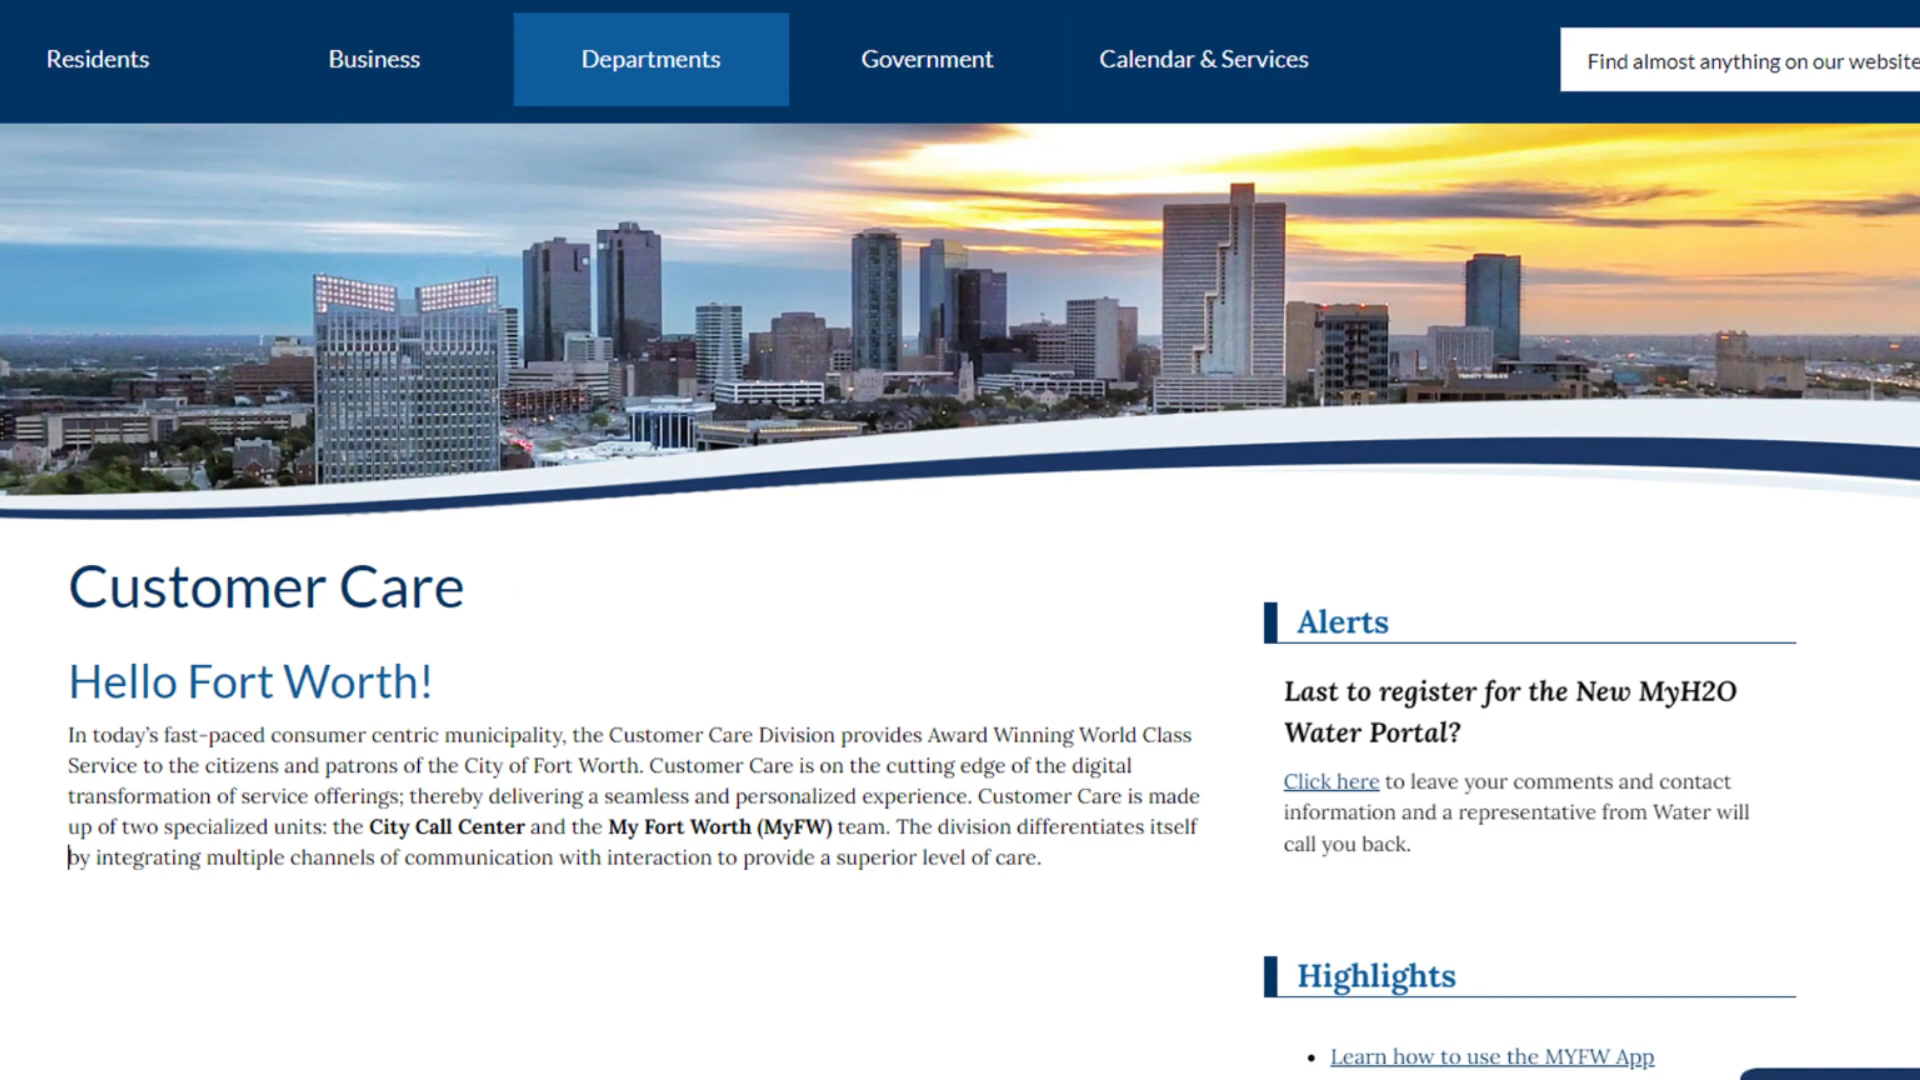 Residents
Business
Departments
Government
Calendar & Services
Find almost anything on our website
Customer Care
Hello Fort Worth!
In today's fast-paced consumer centric municipality, the Customer Care Division provides Award Winning World Class
Service to the citizens and patrons of the City of Fort Worth. Customer Care is on the cutting edge of the digital
transformation of service offerings; thereby delivering a seamless and personalized experience. Customer Care is made
up of two specialized units: the City Call Center and the My Fort Worth (MyFW) team. The division differentiates itself
by integrating multiple channels of communication with interaction to provide a superior level of care.
Alerts
Last to register for the New MyH2O
Water Portal?
Click here to leave your comments and contact
information and a representative from Water will
call you back.
Highlights
• Learn how to use the MYFW App